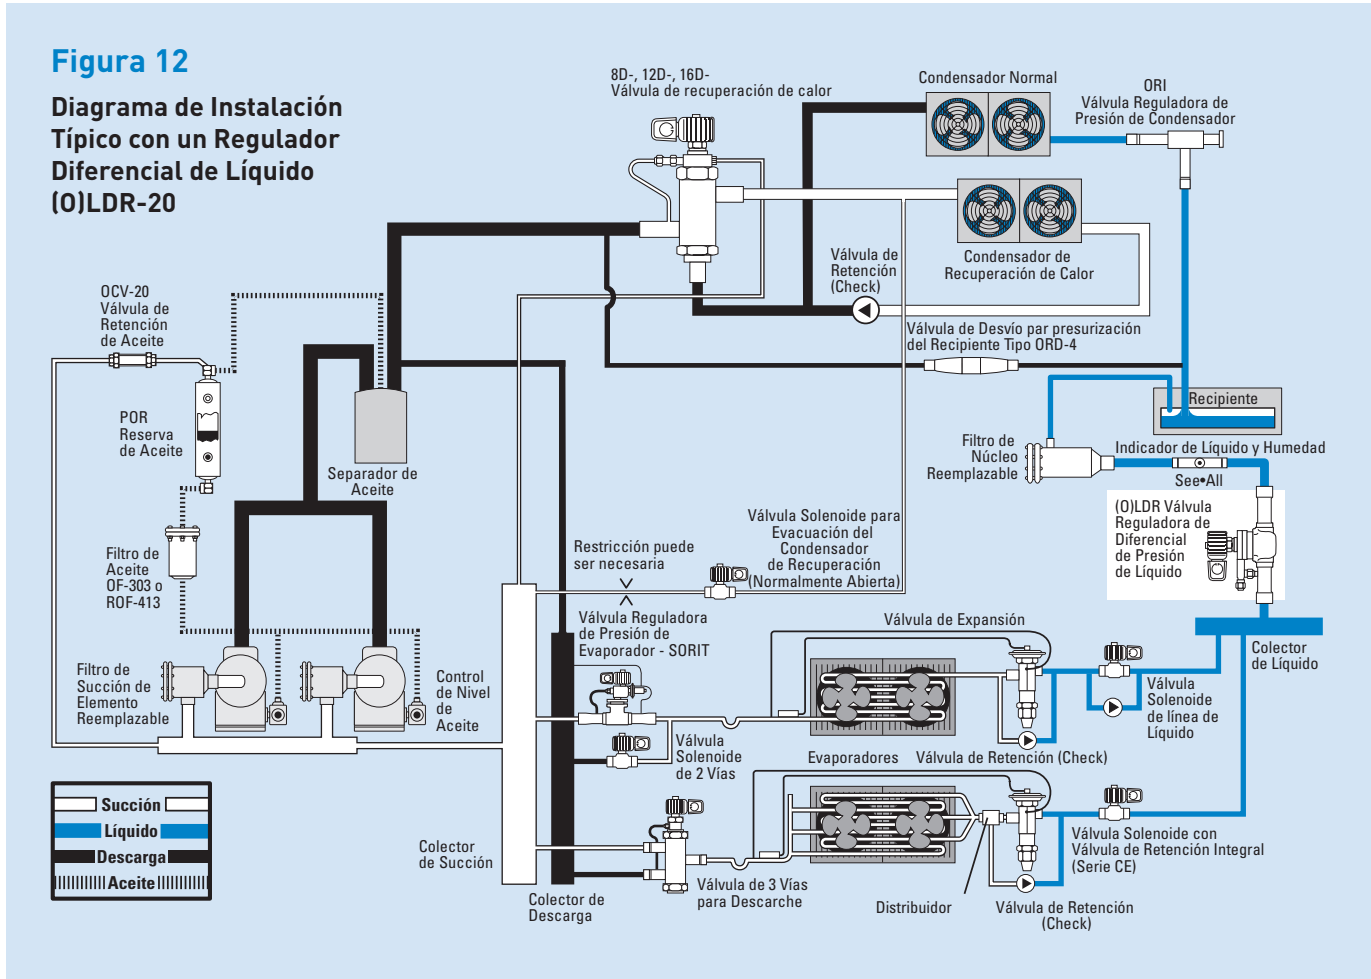 Figura 12
Diagrama de Instalación
Típico con un Regulador
Diferencial de Líquido
(O)LDR-20
8D-, 12D-, 16D-
Válvula de recuperación de calor
Condensador Normal
ORI
Válvula Reguladora de
Presión de Condensador
Válvula de
Retención
(Check)
Condensador de
Recuperación de Calor
OCV-20
Válvula de
Retención
de Aceite
Válvula de Desvío par presurización
del Recipiente Tipo ORD-4
Recipiente
POR
Reserva
de Aceite
Separador de
Aceite
Filtro de
Núcleo
Reemplazable
Indicador de Líquido y Humedad
See•All
(O)LDR Válvula
Reguladora de
Diferencial
de Presión
de Líquido
Filtro de
Aceite
OF-303 o
ROF-413
Restricción puede
ser necesaria
Válvula Solenoide para
Evacuación del
Condensador
de Recuperación
(Normalmente Abierta)
Válvula Reguladora
de Presión de
Evaporador - SORIT
Válvula de Expansión
Colector
de Líquido
Filtro de
Succión de
Elemento
Reemplazable
Control
de Nivel
de
Aceite
Válvula
Solenoide
de línea de
Líquido
Válvula
Solenoide
de 2 Vías
Evaporadores
Válvula de Retención (Check)
Succión
Líquido
Descarga
Aceite
Colector
de Succión
Válvula Solenoide con
Válvula de Retención Integral
(Serie CE)
Colector de
Descarga
Válvula de 3 Vías
para Descarche
Distribuidor
Válvula de Retención
(Check)